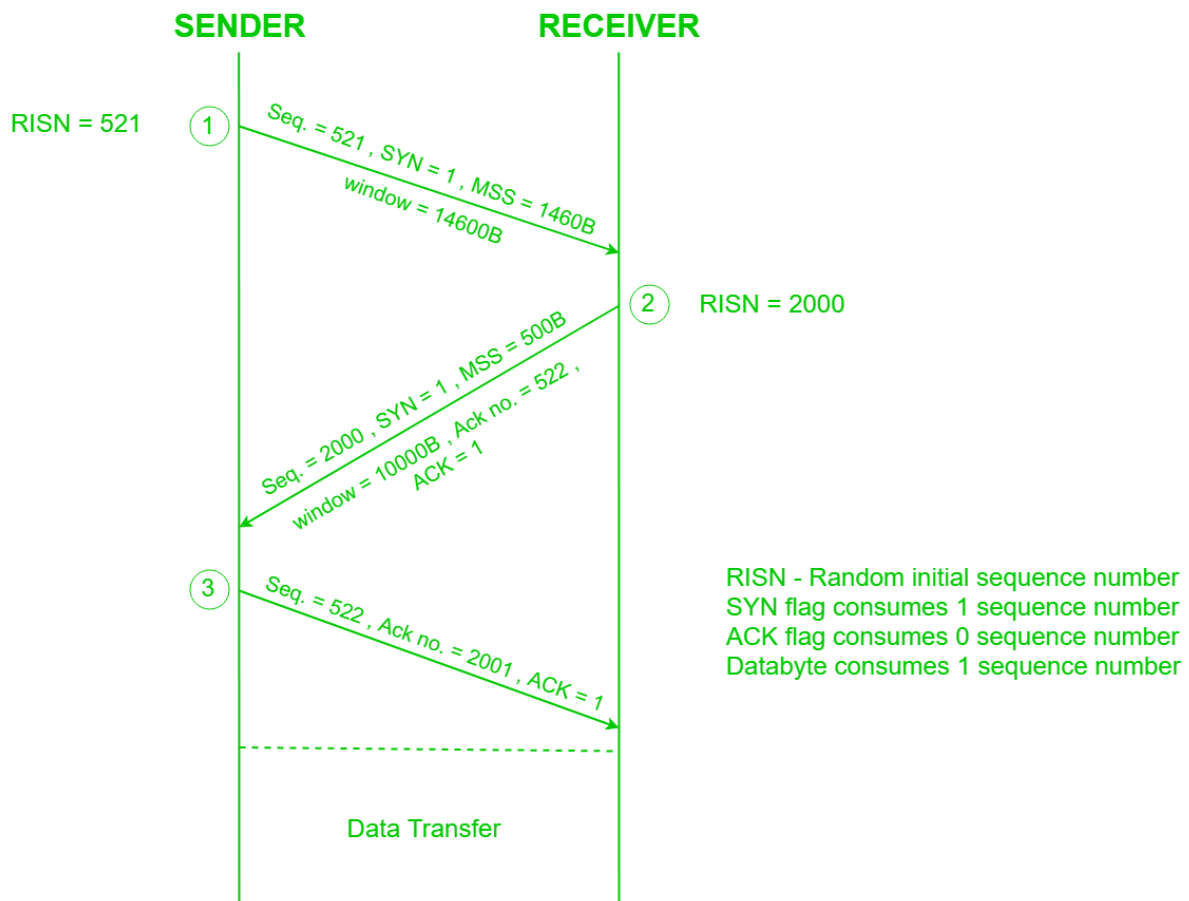 SENDER
RECEIVER
RISN = 521
1
Seq. = 521 , SYN = 1 , MSS = 1460B
window = 14600B
2
RISN = 2000
Seq. = 2000 , SYN = 1 , MSS = 500B
window = 10000B , Ack no. = 522 ,
ACK = 1
3
Seq. = 522 , Ack no. = 2001 , ACK = 1
RISN - Random initial sequence number
SYN flag consumes 1 sequence number
ACK flag consumes 0 sequence number
Databyte consumes 1 sequence number
Data Transfer